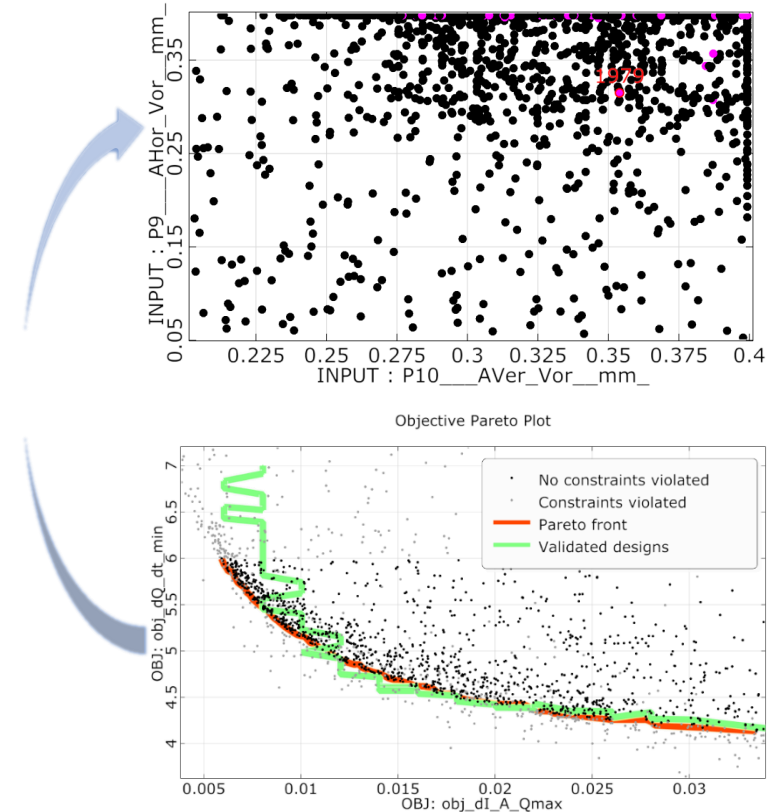 INPUT : P9___AHor_Vor__mm_
0.35
0.25
0.15
0.05
1979
0.225 0.25 0.275 0.3 0.325 0.35 0.375 0.4
INPUT : P10___AVer_Vor__mm_
Objective Pareto Plot
OBJ: obj_dQ_dt_min
7
6.5
6
5.5
5
4.5
4
No constraints violated
Constraints violated
Pareto front
Validated designs
0.005 0.01 0.015 0.02 0.025 0.03
OBJ: obj_dI_A_Qmax